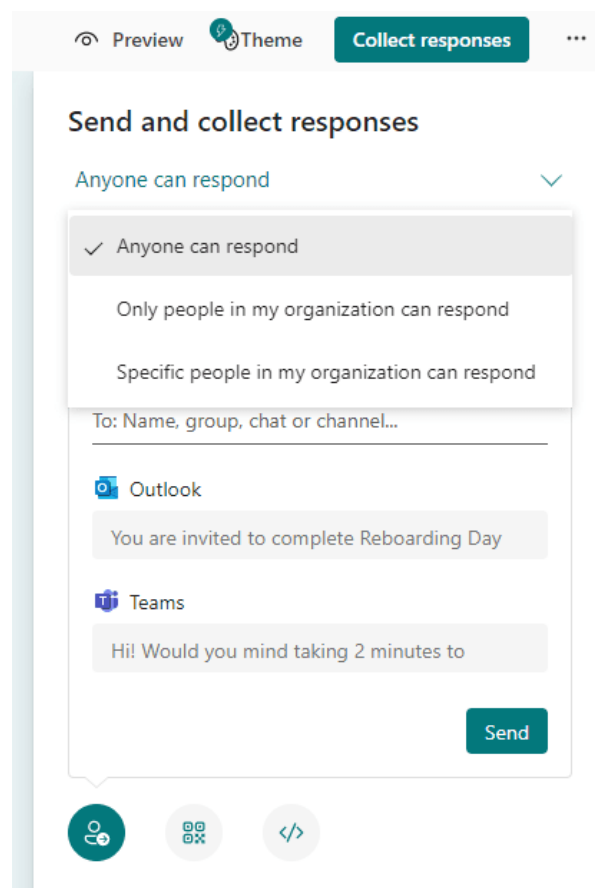 Preview
Theme
Collect responses
...
Send and collect responses
Anyone can respond
Anyone can respond
Only people in my organization can respond
Specific people in my organization can respond
To: Name, group, chat or channel...
Outlook
You are invited to complete Reboarding Day
Teams
Hi! Would you mind taking 2 minutes to
Send